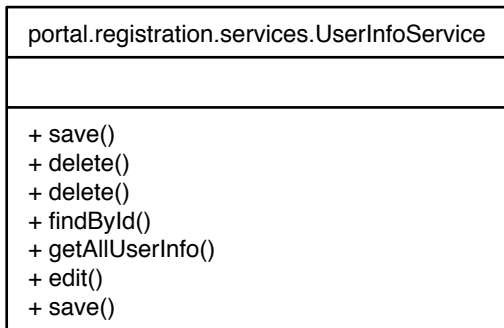 portal.registration.services.UserInfoService
+ save()
+ delete()
+ delete()
+ findById()
+ getAllUserInfo()
+ edit()
+ save()